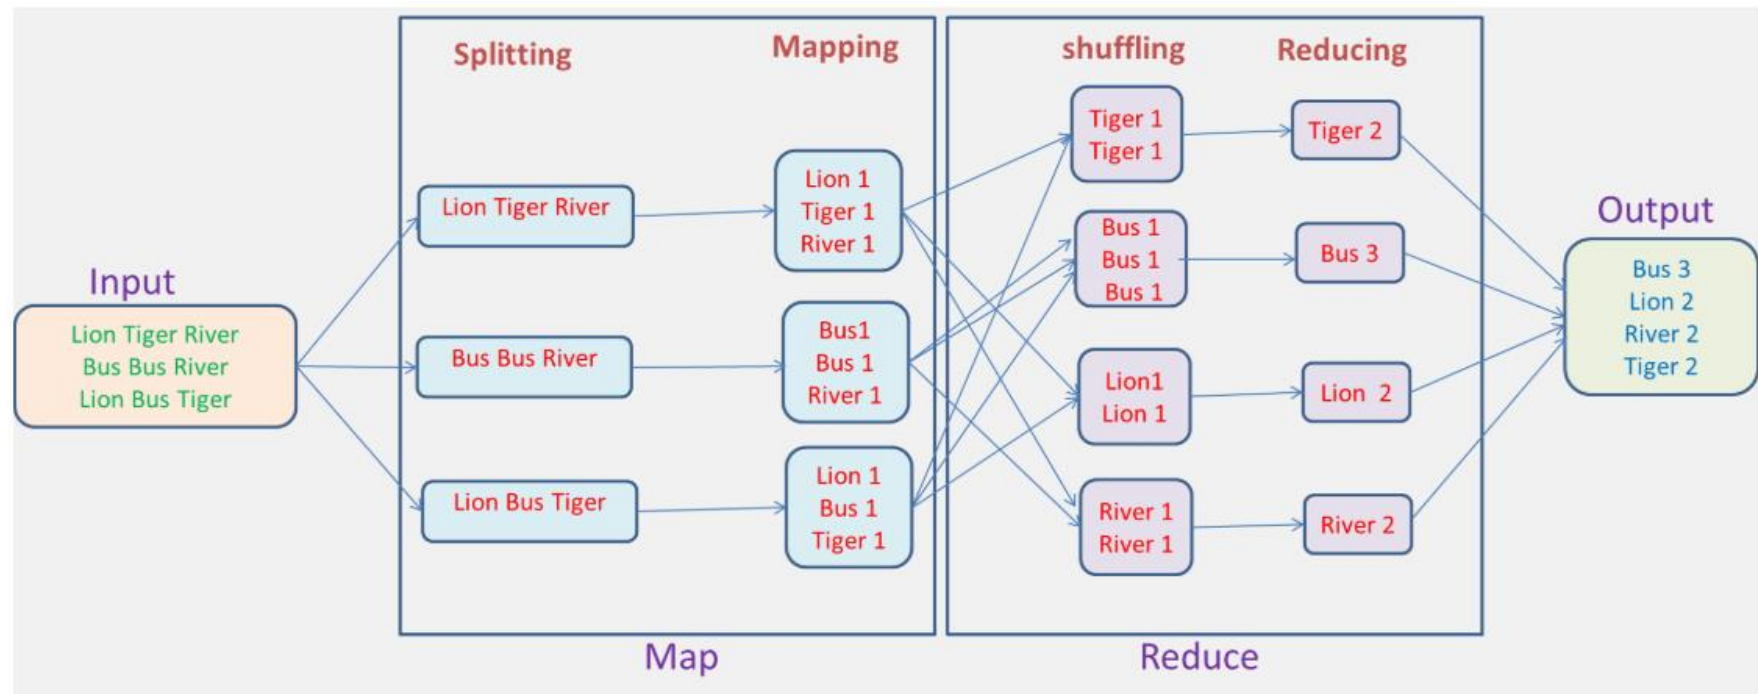 Input
Lion Tiger River
Bus Bus River
Lion Bus Tiger
Splitting
Lion Tiger River
Bus Bus River
Lion Bus Tiger
Mapping
Lion 1
Tiger 1
River 1
Bus1
Bus 1
River 1
Lion 1
Bus 1
Tiger 1
Map
shuffling
Tiger 1
Tiger 1
Bus 1
Bus 1
Bus 1
Lion1
Lion 1
River 1
River 1
Reducing
Tiger 2
Bus 3
Lion 2
River 2
Reduce
Output
Bus 3
Lion 2
River 2
Tiger 2